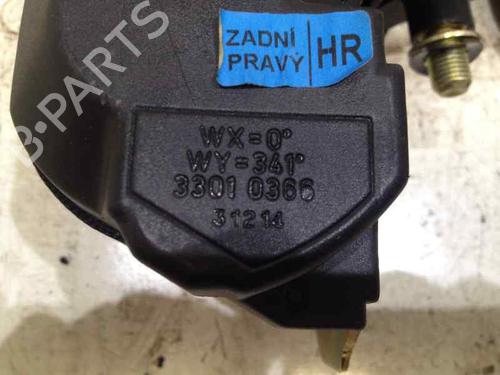 ZADNÍ
PRAVÝ
HR
WX=0°
WY=341°
3301 0366
31214
B-PARTS